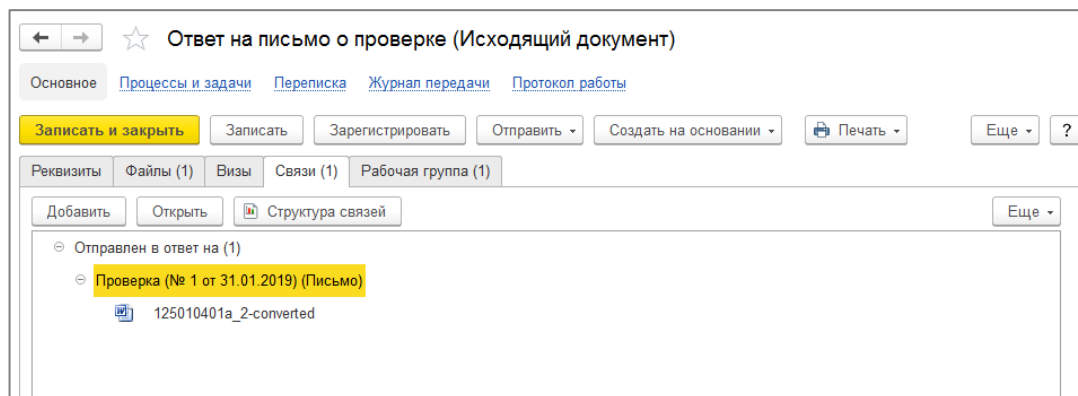 Ответ на письмо о проверке (Исходящий документ)
Основное Процессы и задачи Переписка Журнал передачи Протокол работы
Записать и закрыть Записать Зарегистрировать Отправить Создать на основании Печать Еще ?
Реквизиты Файлы (1) Визы Связи (1) Рабочая группа (1)
Добавить Открыть Структура связей Еще
Отправлен в ответ на (1)
Проверка (№ 1 от 31.01.2019) (Письмо)
125010401a_2-converted